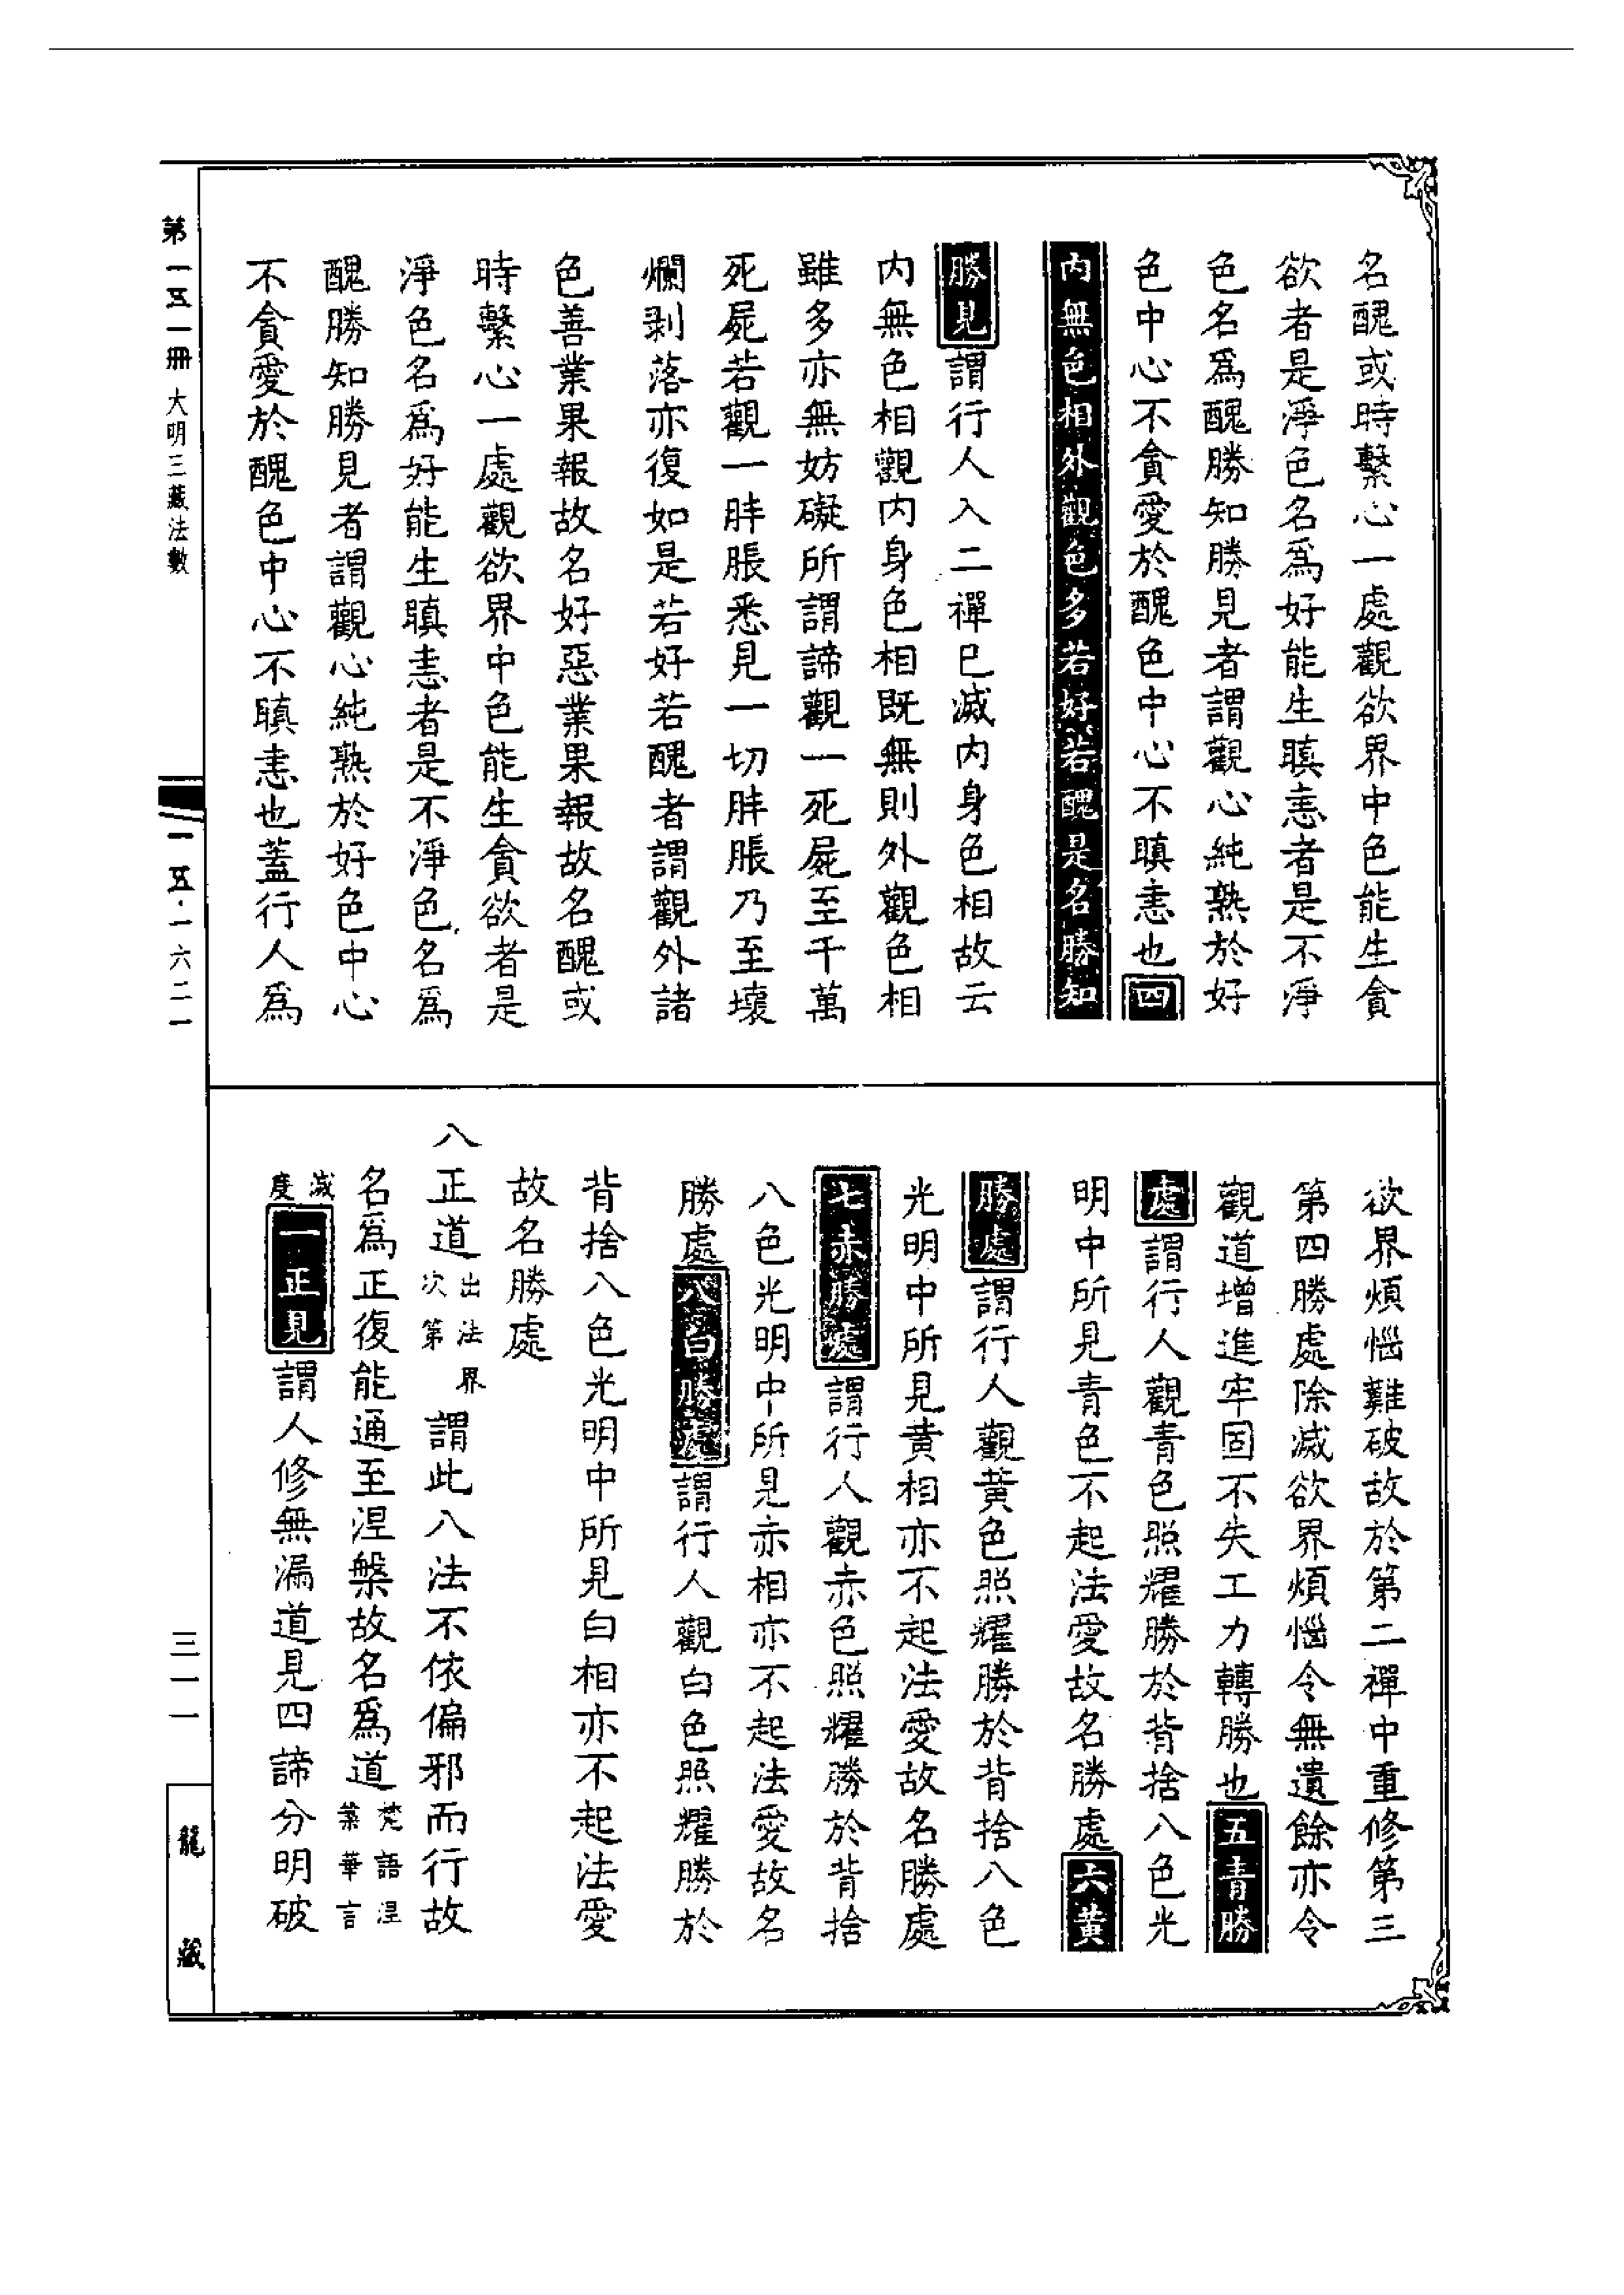 名醜或時繫心一處觀欲界中色能生貪
欲者是淨色名為好能生瞋恚者是不淨
色名為醜勝知勝見者謂觀心純熟於好
色中心不貪愛於醜色中心不瞋恚也四
內無色相外觀色多若好若醜是名勝知
勝見謂行人入二禪已滅內身色相故云
內無色相觀內身色相既無則外觀色相
雖多亦無妨礙所謂諦觀一死屍至千萬
死屍若觀一胖脹悉見一切胖脹乃至壞
爛剥落亦復如是若好若醜者謂觀外諸
色善業果報故名好惡業果報故名醜或
時繫心一處觀欲界中色能生貪欲者是
淨色名為好能生瞋恚者是不淨色名為
醜勝知勝見者謂觀心純熟於好色中心
不貪愛於醜色中心不瞋恚也蓋行人為
欲界煩惱難破故於第二禪中重修第三
第四勝處除滅欲界煩惱令無遺餘亦令
觀道增進牢固不失工力轉勝也五青勝
處謂行人觀青色照耀勝於背捨八色光
明中所見青色不起法愛故名勝處六黄
勝處謂行人觀黄色照耀勝於背捨八色
光明中所見黄相亦不起法愛故名勝處
七赤勝處謂行人觀赤色照耀勝於背捨
八色光明中所見赤相亦不起法愛故名
勝處八白勝處謂行人觀白色照耀勝於
背捨八色光明中所見白相亦不起法愛
故名勝處
八正道出法界次第謂此八法不依偏邪而行故
名為正復能通至涅槃故名為道梵語涅槃華言
滅度一正見謂人修無漏道見四諦分明破
第一五一冊 大明三藏法數
一五·一六二一
三一一
龍藏